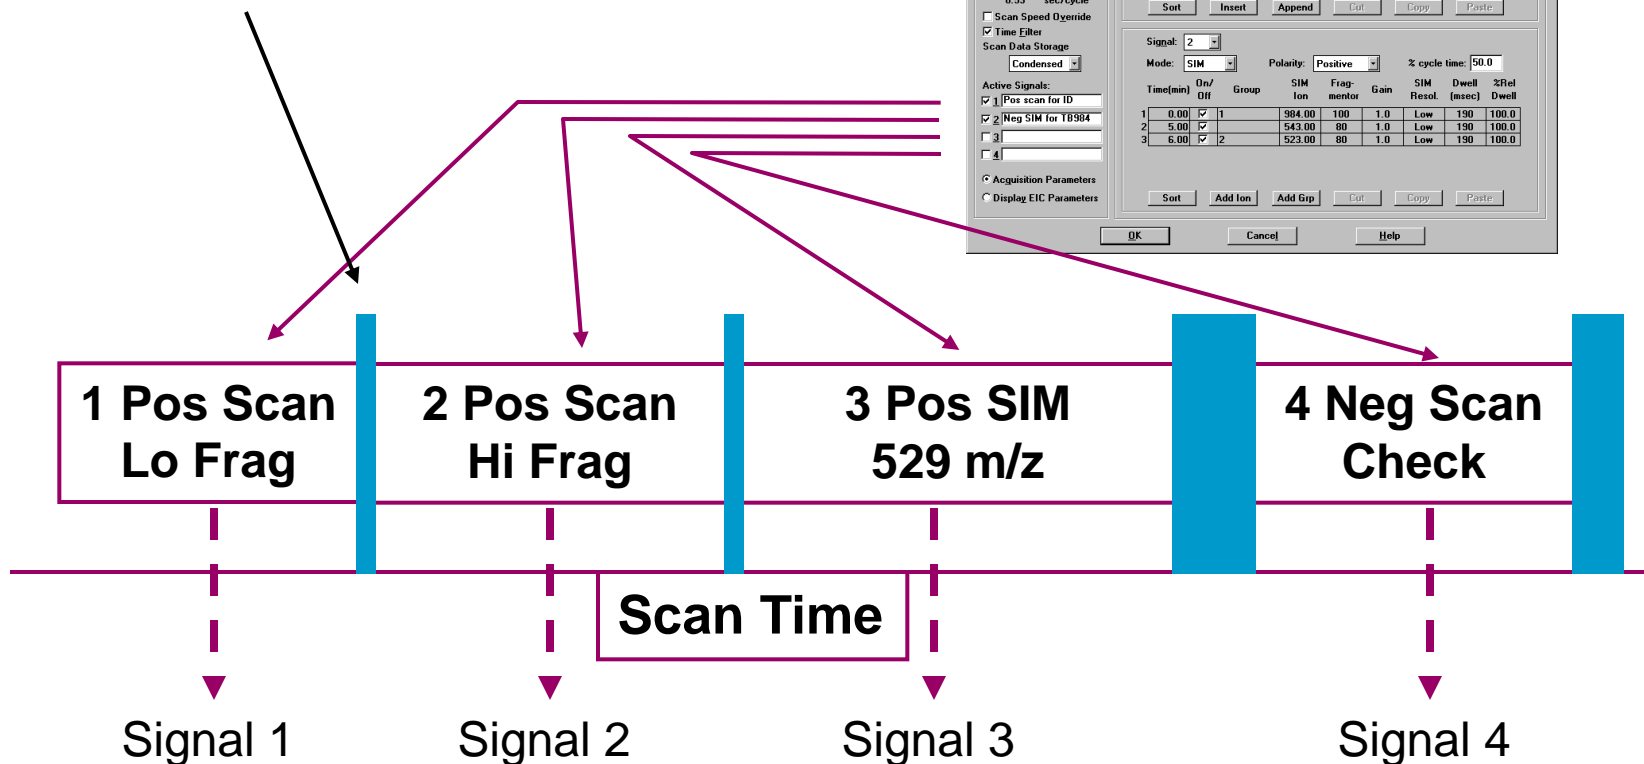 0.95 sec/cycle
Scan Speed Override
Time Filter
Scan Data Storage
Condensed
Active Signals:
1 Pos scan for ID
2 Neg SIM for TB984
3
4
Acquisition Parameters
Display EIC Parameters
Sort Insert Append Cut Copy Paste
Signal: 2
Mode: SIM Polarity: Positive % cycle time: 50.0
Time(min) On/Off Group SIM Ion Frag-mentor Gain SIM Resol. Dwell (msec) %Rel Dwell
1 0.00 1 984.00 100 1.0 Low 190 100.0
2 5.00 543.00 80 1.0 Low 190 100.0
3 6.00 2 523.00 80 1.0 Low 190 100.0
Sort Add Ion Add Grp Cut Copy Paste
OK Cancel Help
1 Pos Scan
Lo Frag
2 Pos Scan
Hi Frag
3 Pos SIM
529 m/z
4 Neg Scan
Check
Scan Time
Signal 1
Signal 2
Signal 3
Signal 4